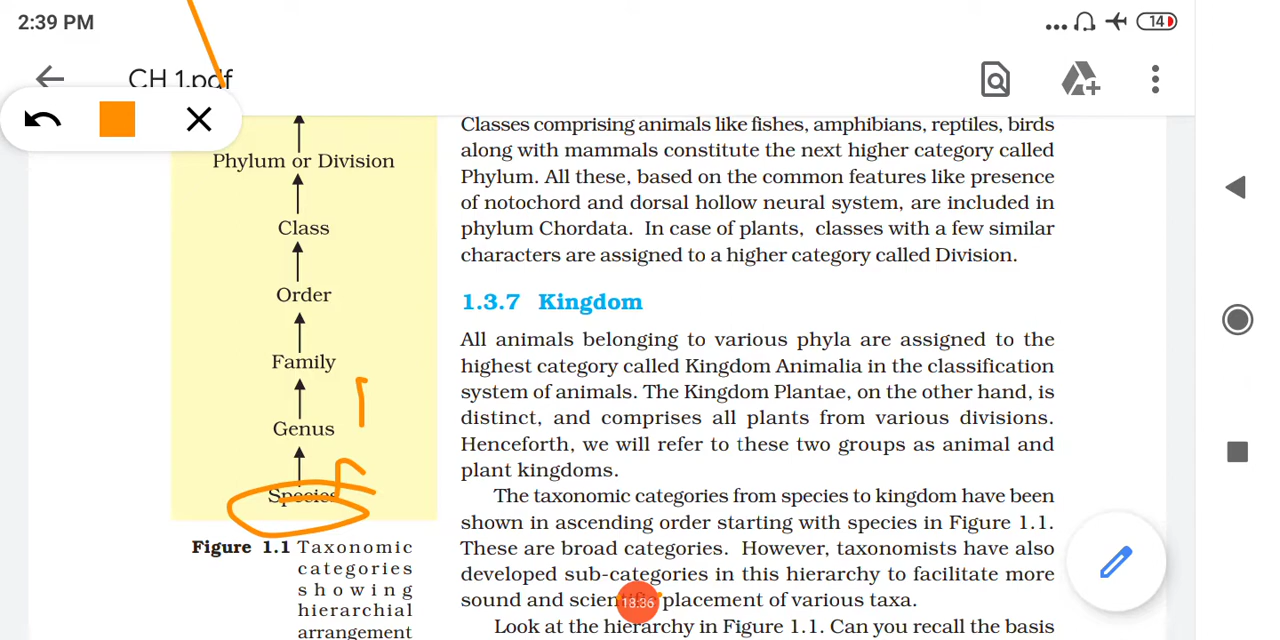 2:39 PM
14
CH 1.pdf
Phylum or Division
Class
Order
Family
Genus
Species
Figure 1.1 Taxonomic
categories
showing
hierarchial
arrangement
Classes comprising animals like fishes, amphibians, reptiles, birds
along with mammals constitute the next higher category called
Phylum. All these, based on the common features like presence
of notochord and dorsal hollow neural system, are included in
phylum Chordata. In case of plants, classes with a few similar
characters are assigned to a higher category called Division.
1.3.7 Kingdom
All animals belonging to various phyla are assigned to the
highest category called Kingdom Animalia in the classification
system of animals. The Kingdom Plantae, on the other hand, is
distinct, and comprises all plants from various divisions.
Henceforth, we will refer to these two groups as animal and
plant kingdoms.
The taxonomic categories from species to kingdom have been
shown in ascending order starting with species in Figure 1.1.
These are broad categories. However, taxonomists have also
developed sub-categories in this hierarchy to facilitate more
sound and scientific placement of various taxa.
13:36
Look at the hierarchy in Figure 1.1. Can you recall the basis